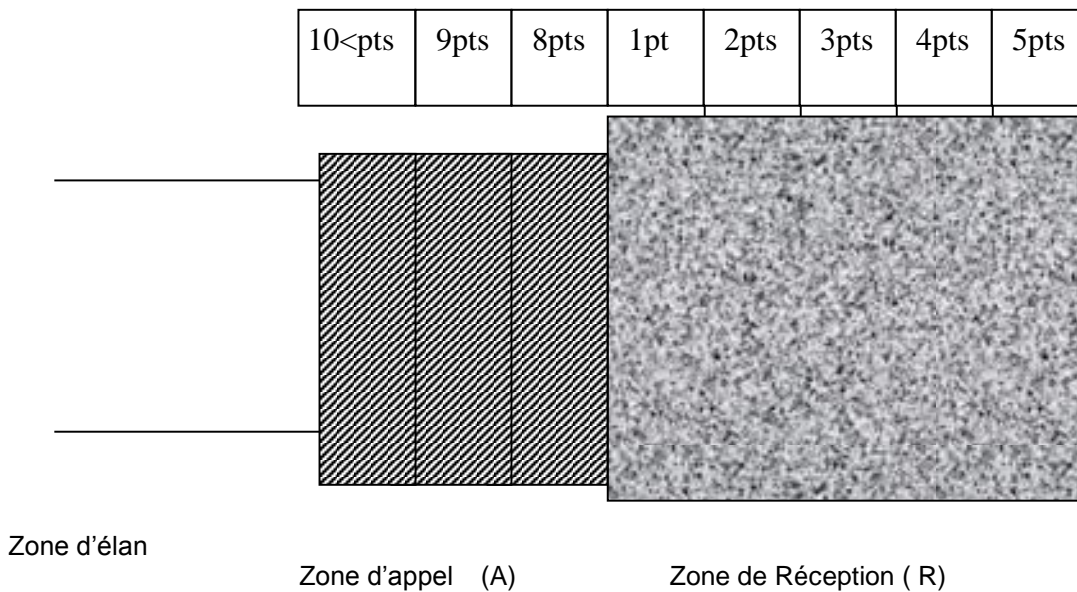 10<pts 9pts 8pts 1pt 2pts 3pts 4pts 5pts
Zone d'élan
Zone d'appel (A) Zone de Réception ( R)